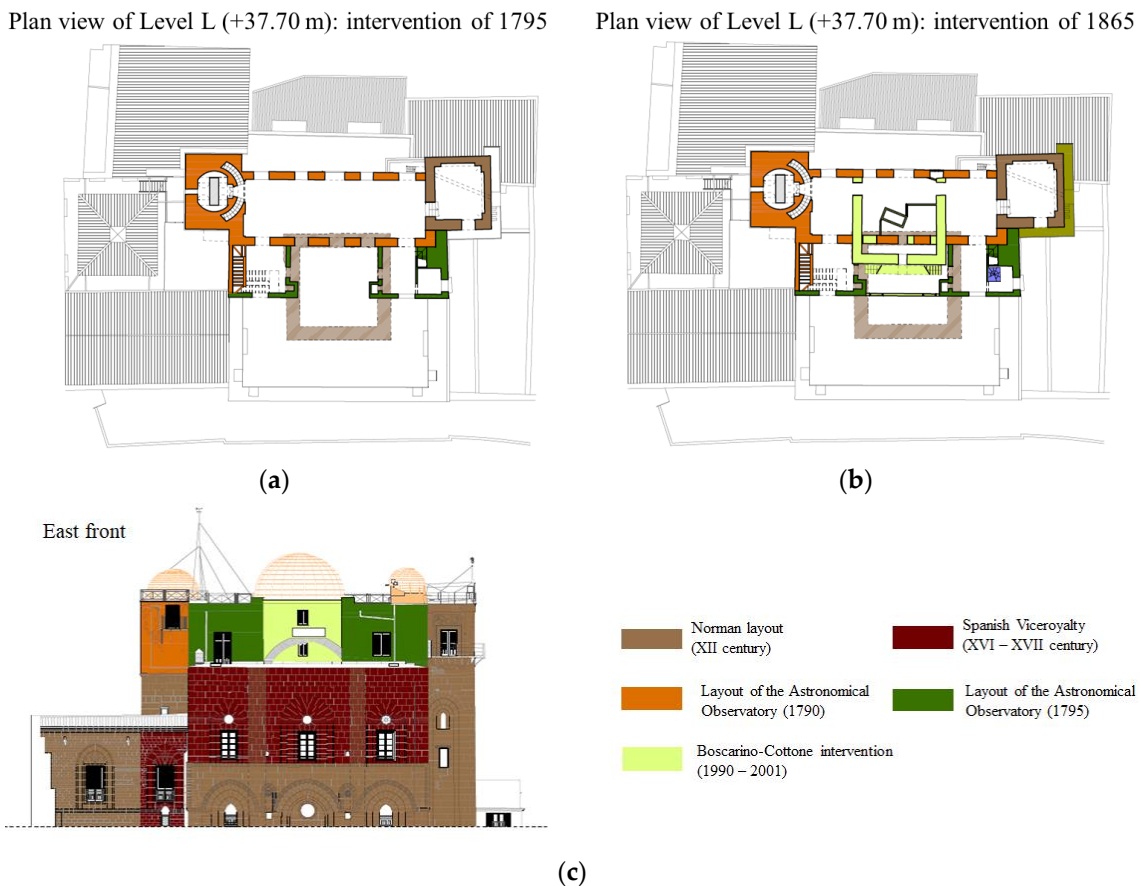 Plan view of Level L (+37.70 m): intervention of 1795
Plan view of Level L (+37.70 m): intervention of 1865
(a)
(b)
East front
Norman layout
(XII century)
Spanish Viceroyalty
(XVI – XVII century)
Layout of the Astronomical
Observatory (1790)
Layout of the Astronomical
Observatory (1795)
Boscarino-Cottone intervention
(1990 – 2001)
(c)